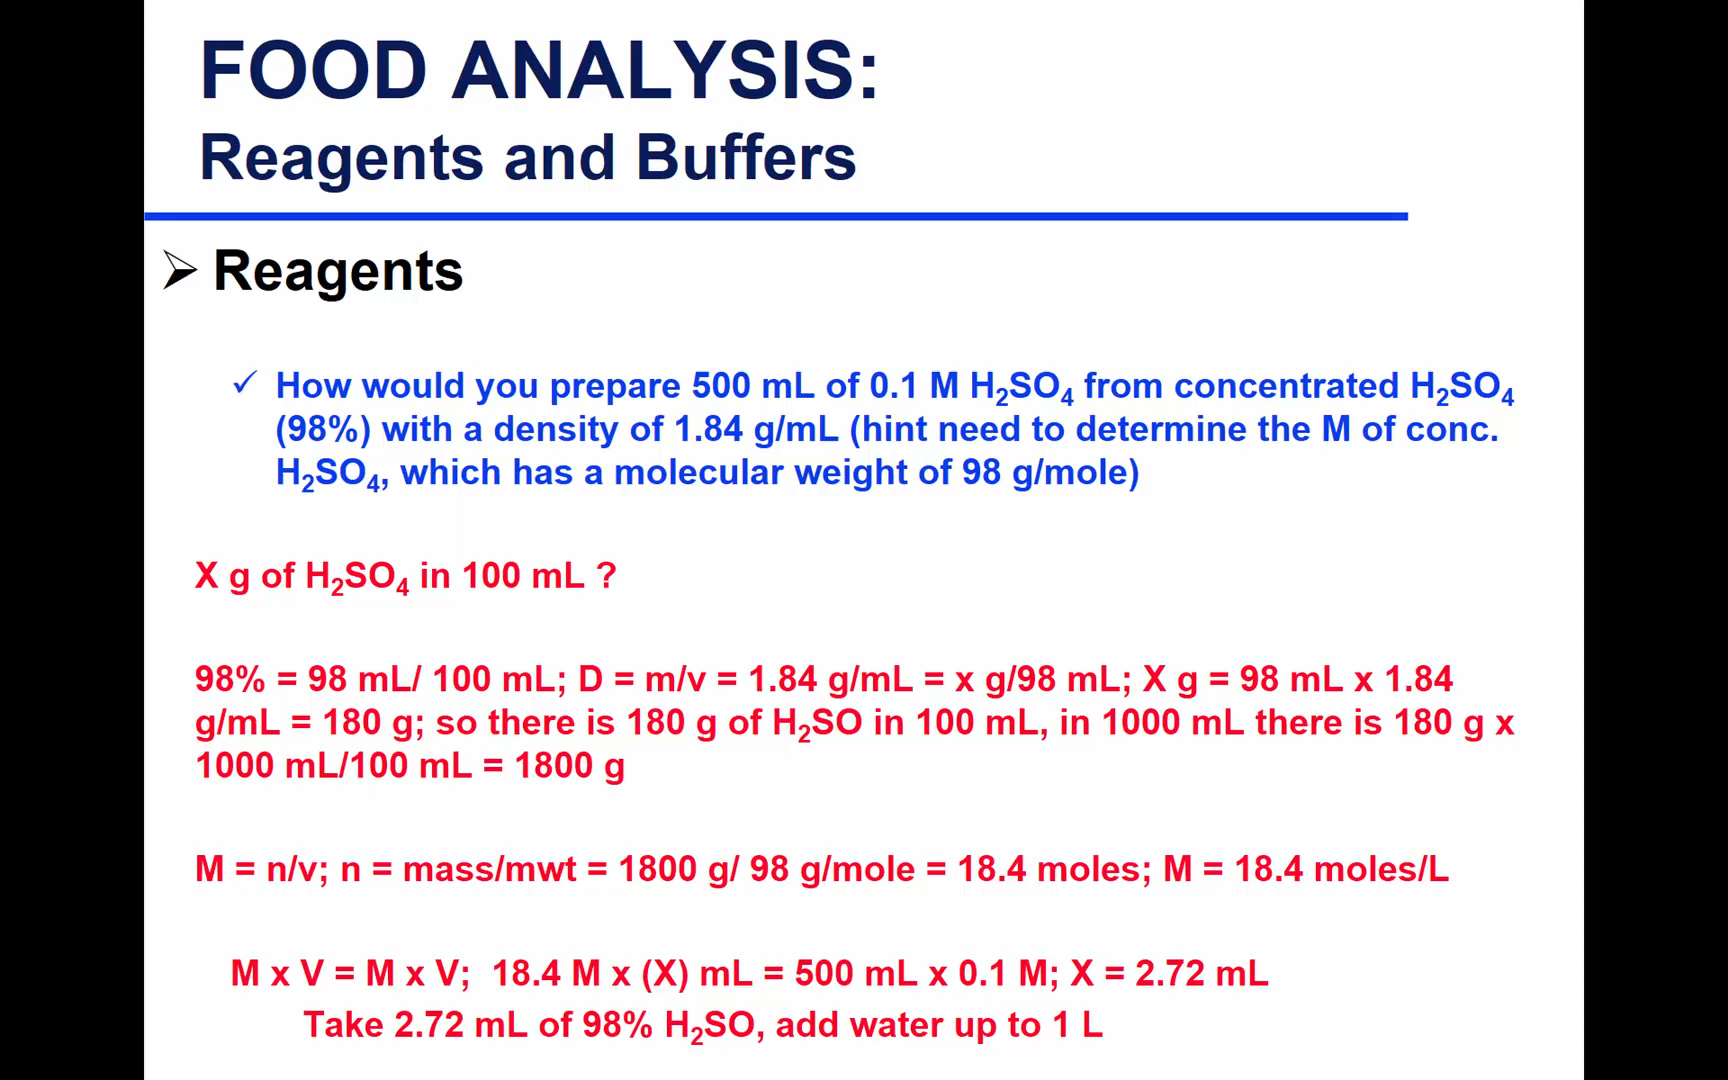 FOOD ANALYSIS:
Reagents and Buffers
➢ Reagents
✓ How would you prepare 500 mL of 0.1 M H₂SO₄ from concentrated H₂SO₄
(98%) with a density of 1.84 g/mL (hint need to determine the M of conc.
H₂SO₄, which has a molecular weight of 98 g/mole)
X g of H₂SO₄ in 100 mL ?
98% = 98 mL/ 100 mL; D = m/v = 1.84 g/mL = x g/98 mL; X g = 98 mL x 1.84
g/mL = 180 g; so there is 180 g of H₂SO in 100 mL, in 1000 mL there is 180 g x
1000 mL/100 mL = 1800 g
M = n/v; n = mass/mwt = 1800 g/ 98 g/mole = 18.4 moles; M = 18.4 moles/L
M x V = M x V; 18.4 M x (X) mL = 500 mL x 0.1 M; X = 2.72 mL
Take 2.72 mL of 98% H₂SO, add water up to 1 L